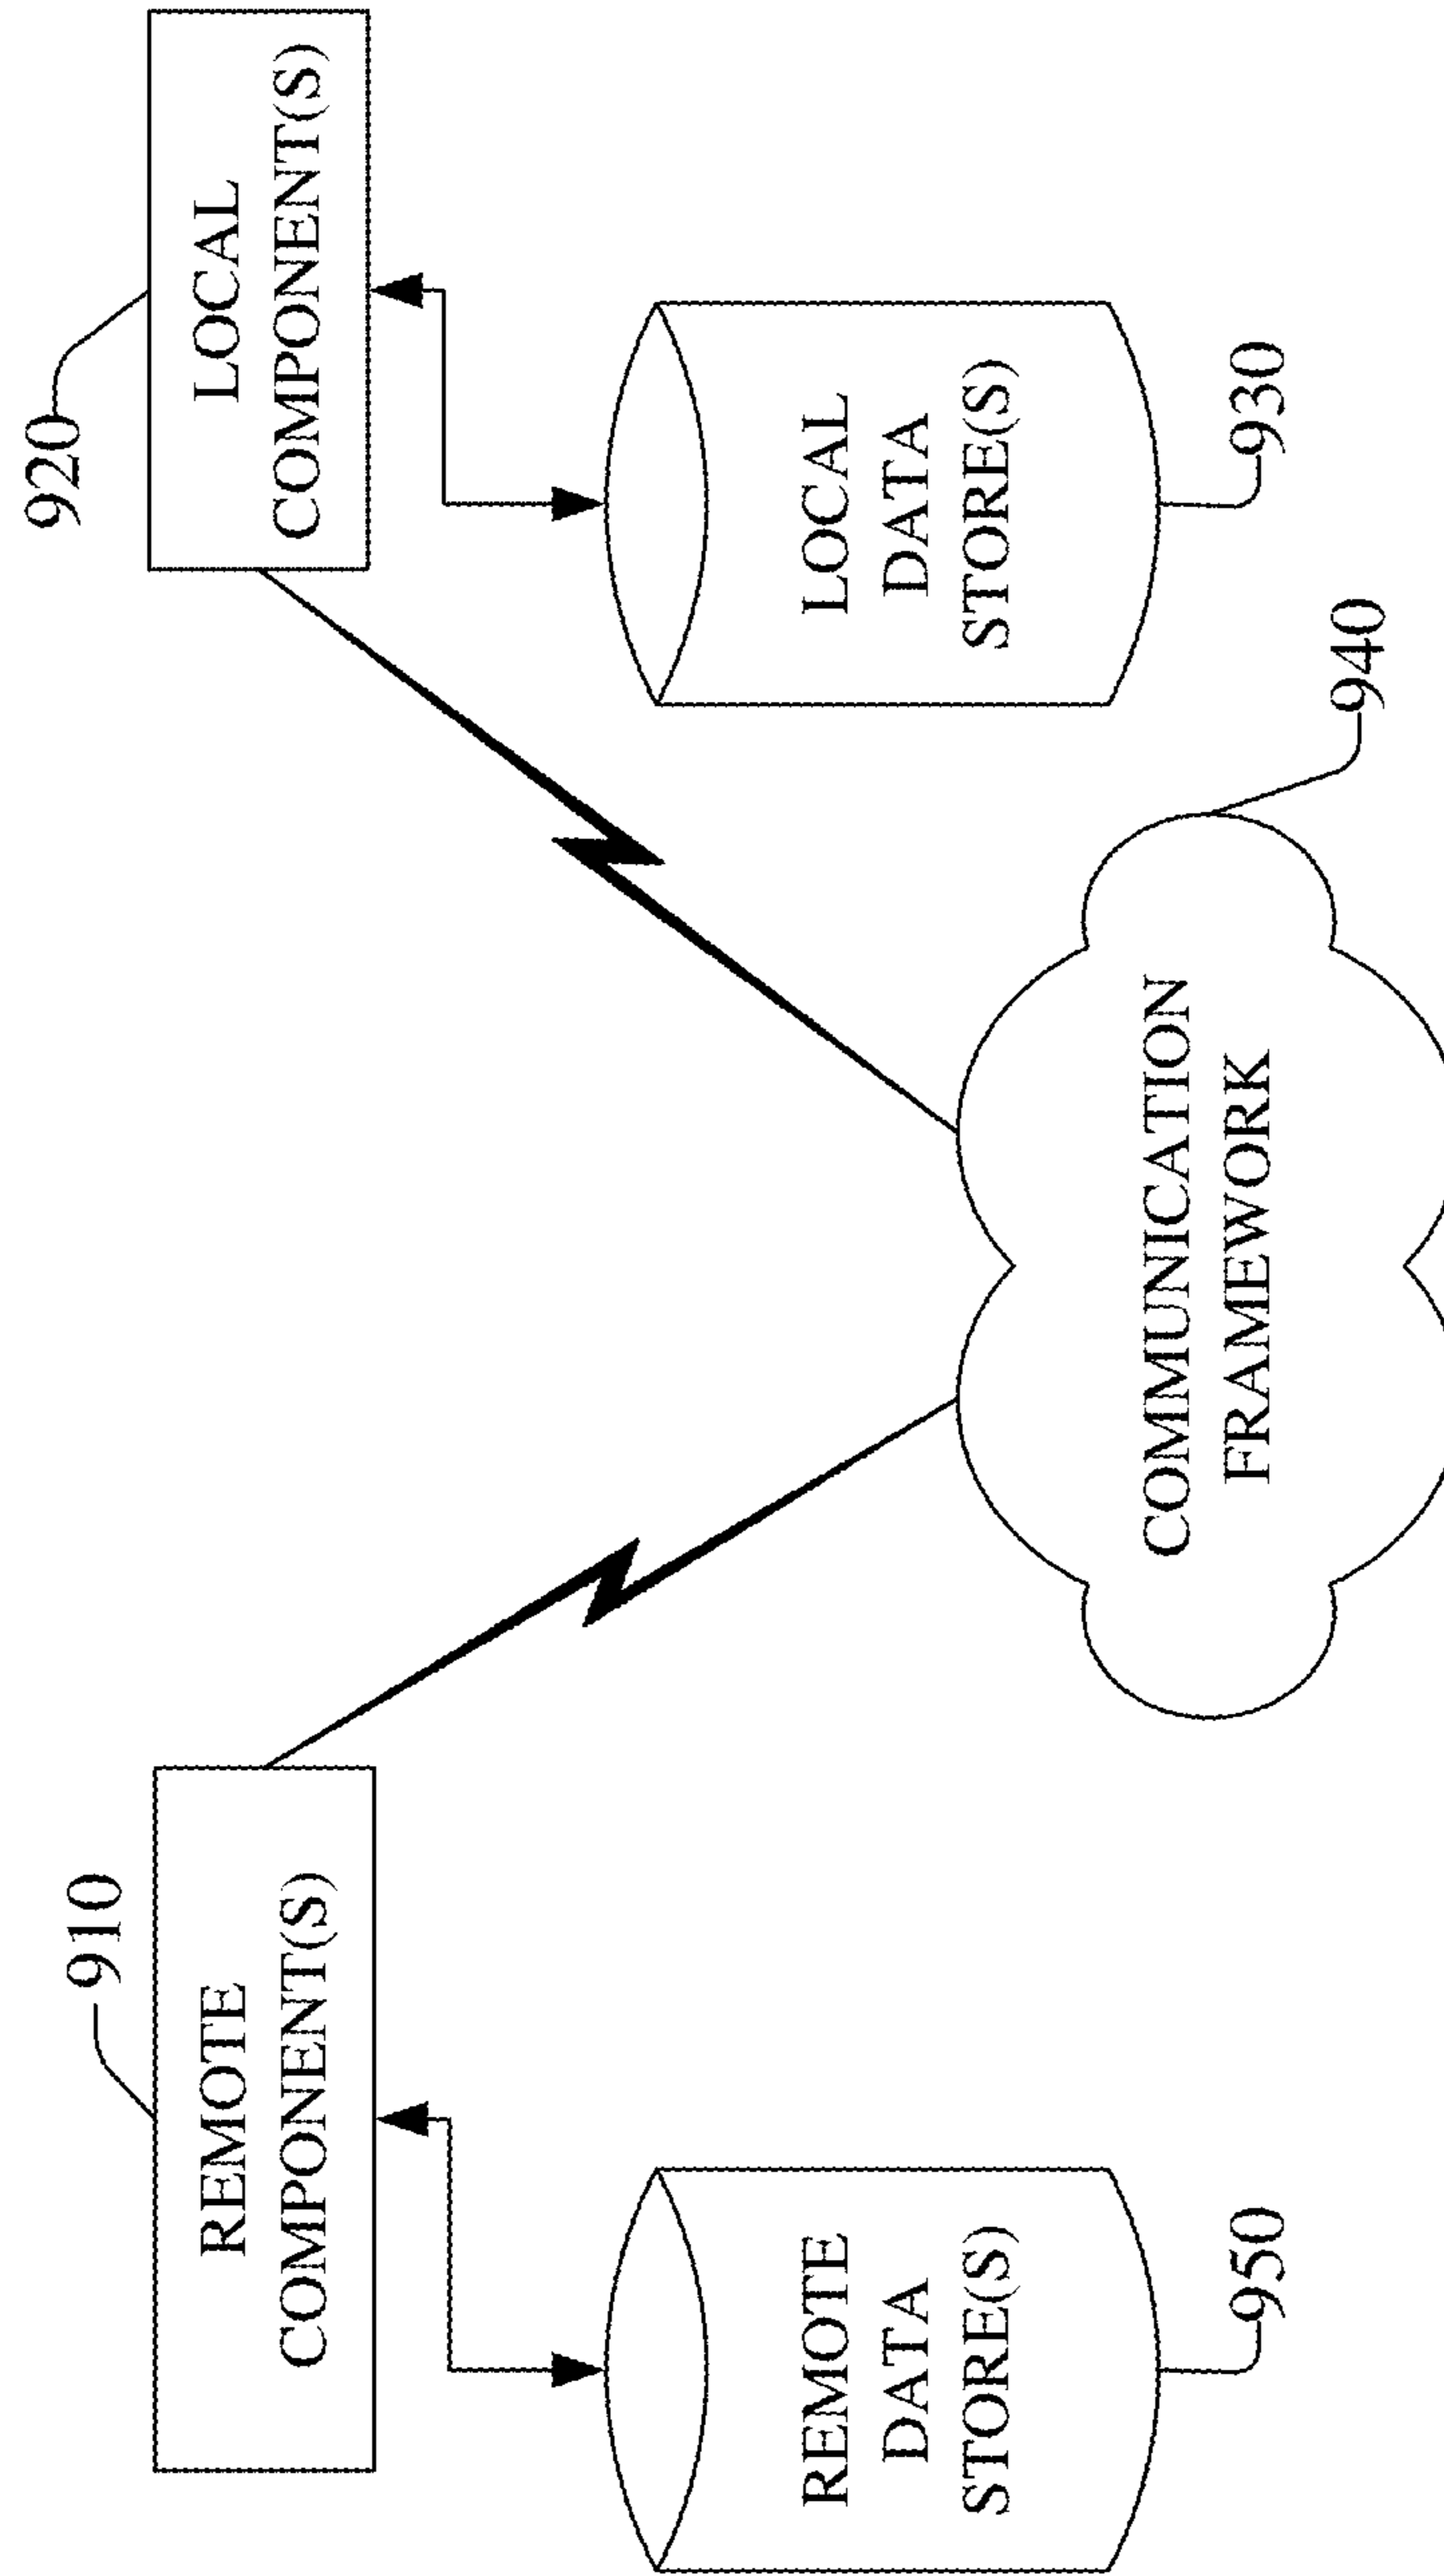 910
REMOTE
COMPONENT(S)
920
LOCAL
COMPONENT(S)
REMOTE
DATA
STORE(S)
950
COMMUNICATION
FRAMEWORK
940
LOCAL
DATA
STORE(S)
930